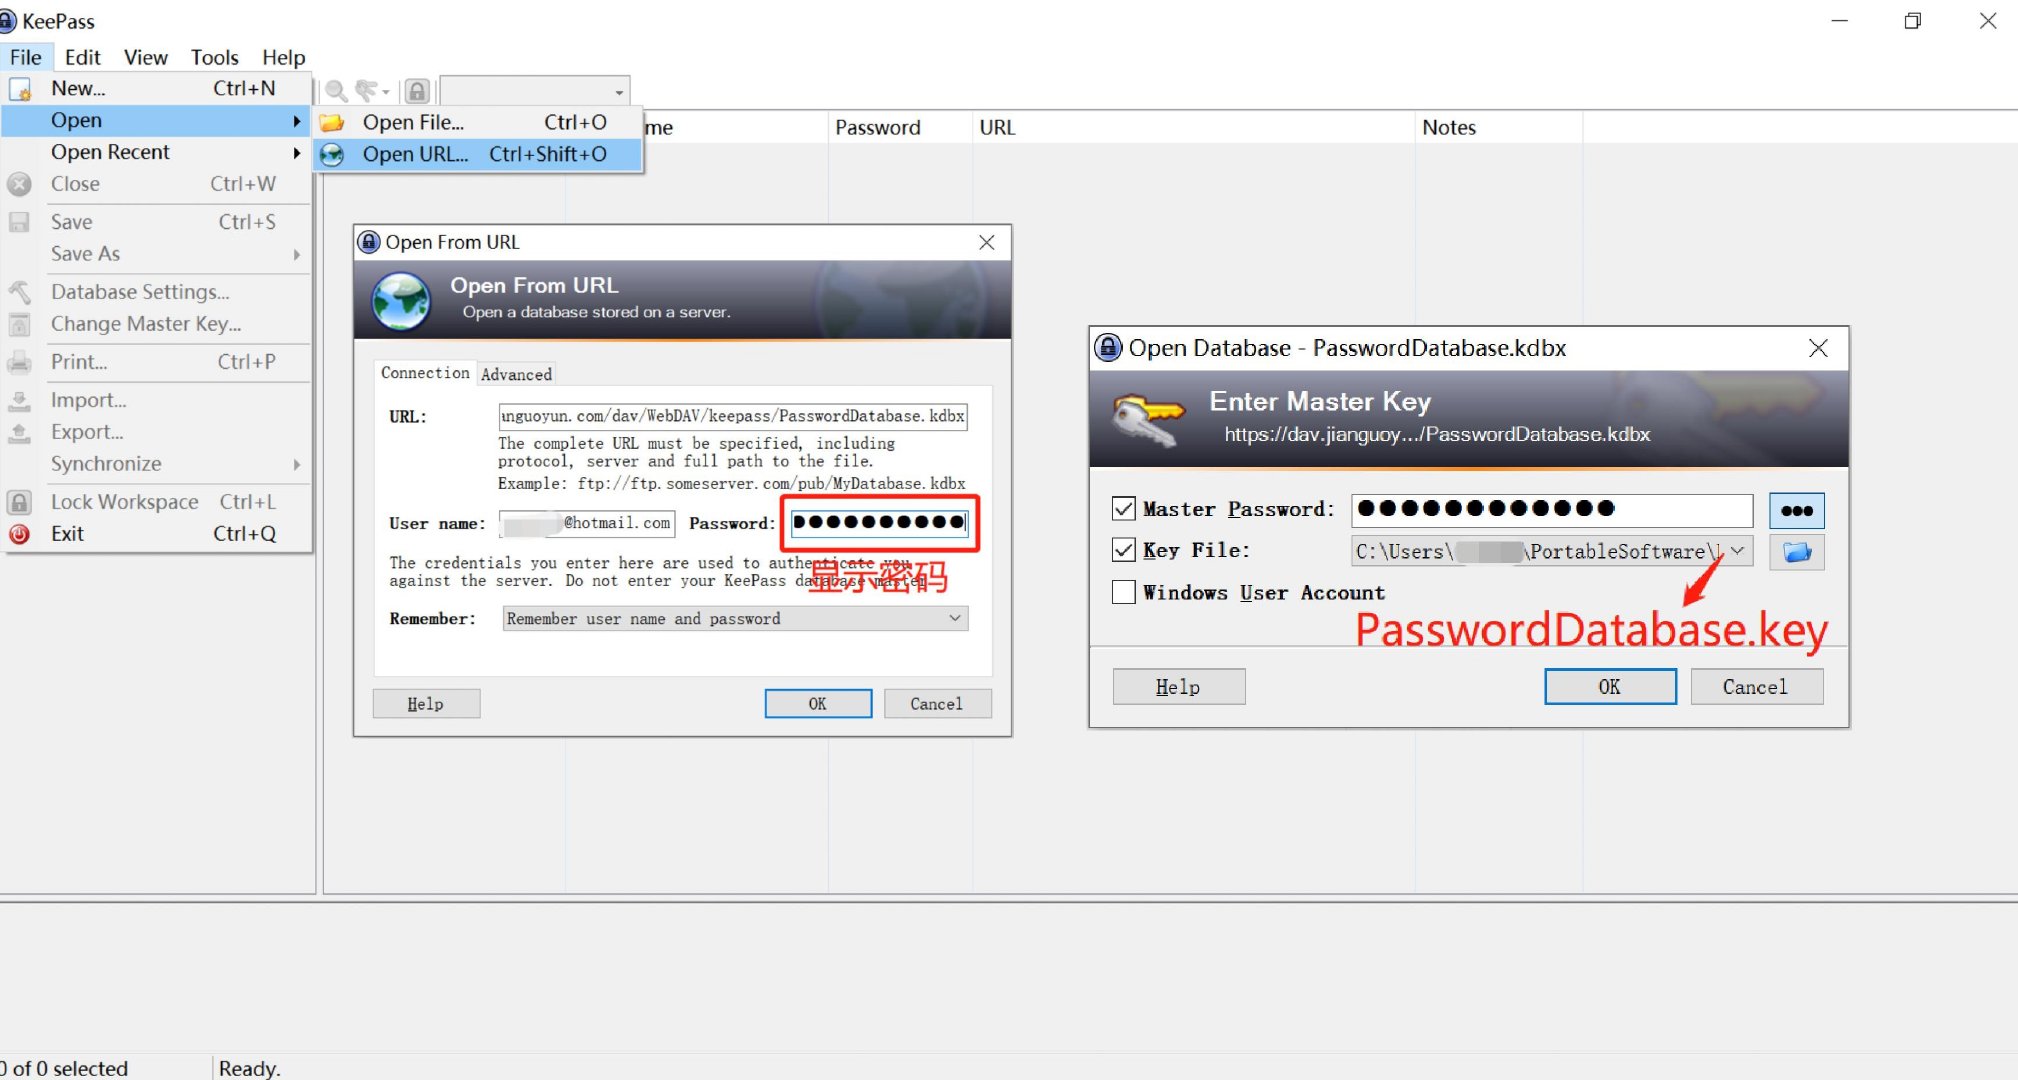 KeePass
File Edit View Tools Help
New... Ctrl+N
Open
Open Recent
Close Ctrl+W
Save Ctrl+S
Save As
Database Settings...
Change Master Key...
Print... Ctrl+P
Import...
Export...
Synchronize
Lock Workspace Ctrl+L
Exit Ctrl+Q
Open File... Ctrl+O
Open URL... Ctrl+Shift+O
me Password URL Notes
Open From URL
Open From URL
Open a database stored on a server.
Connection Advanced
URL: nguoyun.com/dav/WebDAV/keepass/PasswordDatabase.kdbx
The complete URL must be specified, including
protocol, server and full path to the file.
Example: ftp://ftp.someserver.com/pub/MyDatabase.kdbx
User name: @hotmail.com Password:
The credentials you enter here are used to authenticate you
against the server. Do not enter your KeePass database master
显示密码
Remember: Remember user name and password
Help OK Cancel
Open Database - PasswordDatabase.kdbx
Enter Master Key
https://dav.jianguoy.../PasswordDatabase.kdbx
Master Password:
Key File: C:\Users\ \PortableSoftware\
Windows User Account
PasswordDatabase.key
Help OK Cancel
0 of 0 selected Ready.